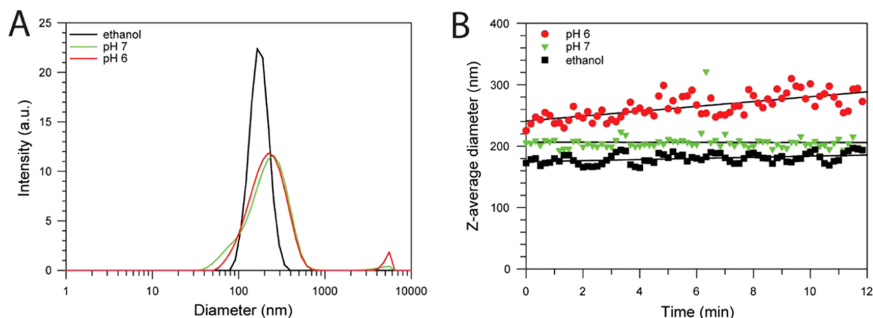 A
ethanol
pH 7
pH 6
25
20
15
10
5
0
Intensity (a.u.)
1 10 100 1000 10000
Diameter (nm)
B
pH 6
pH 7
ethanol
400
300
200
100
0
Z-average diameter (nm)
0 2 4 6 8 10 12
Time (min)